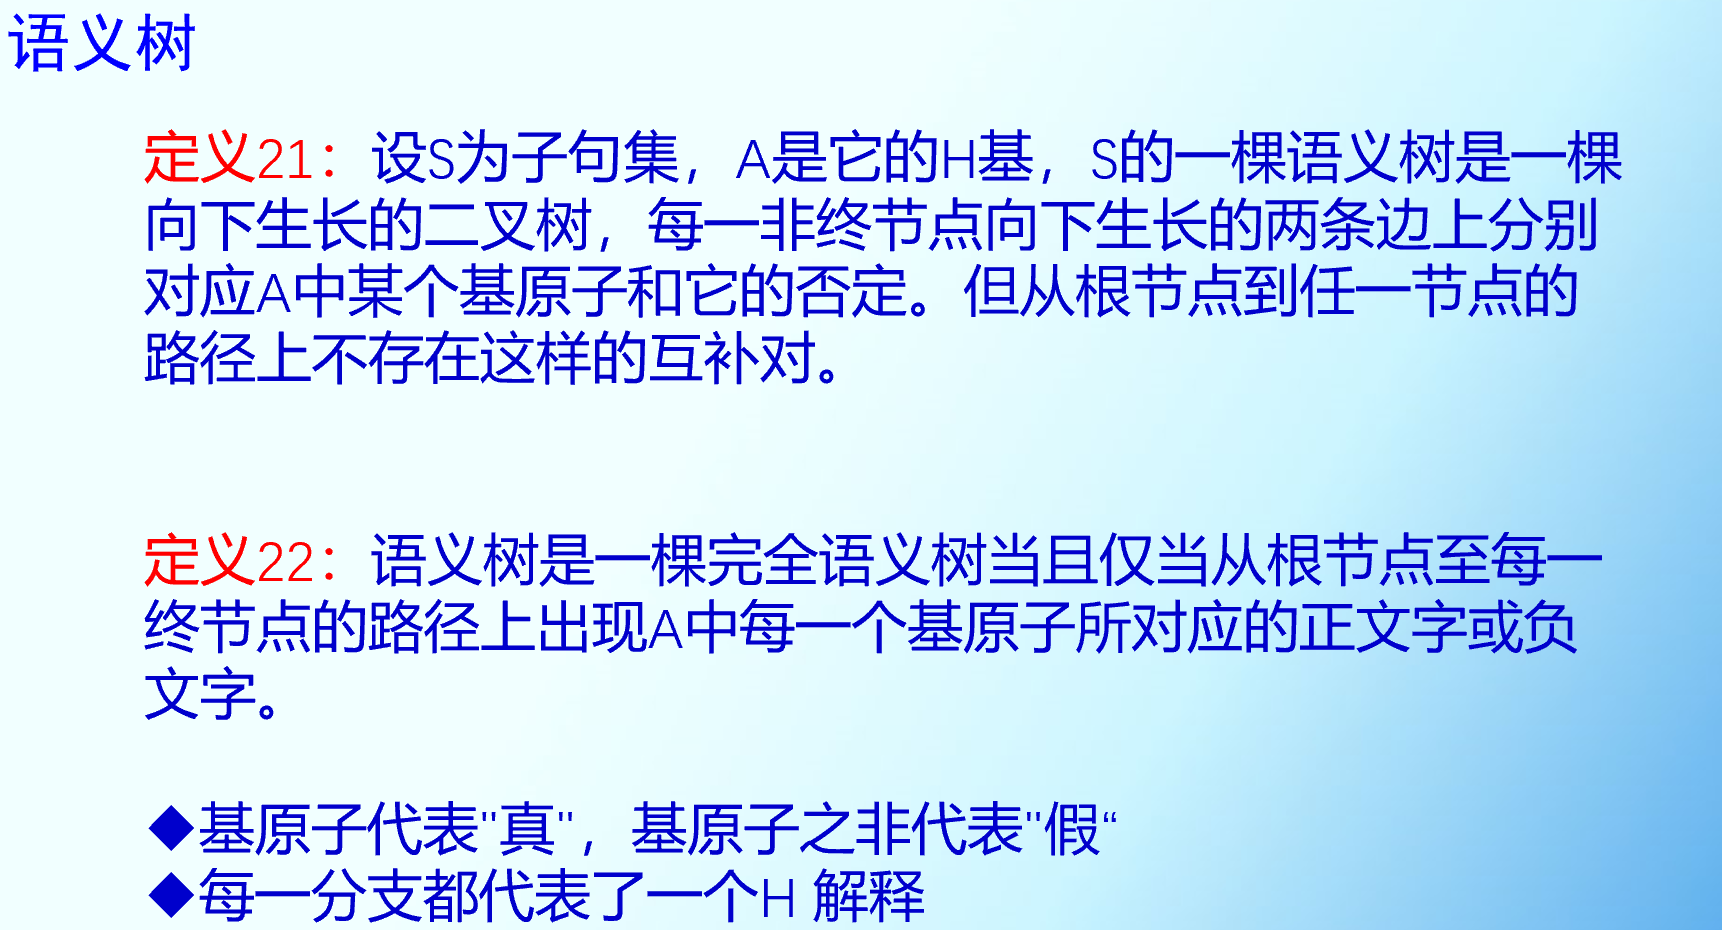 语义树
定义21：设S为子句集，A是它的H基，S的一棵语义树是一棵
向下生长的二叉树，每一非终节点向下生长的两条边上分别
对应A中某个基原子和它的否定。但从根节点到任一节点的
路径上不存在这样的互补对。
定义22：语义树是一棵完全语义树当且仅当从根节点至每一
终节点的路径上出现A中每一个基原子所对应的正文字或负
文字。
◆基原子代表"真"，基原子之非代表"假“
◆每一分支都代表了一个H 解释